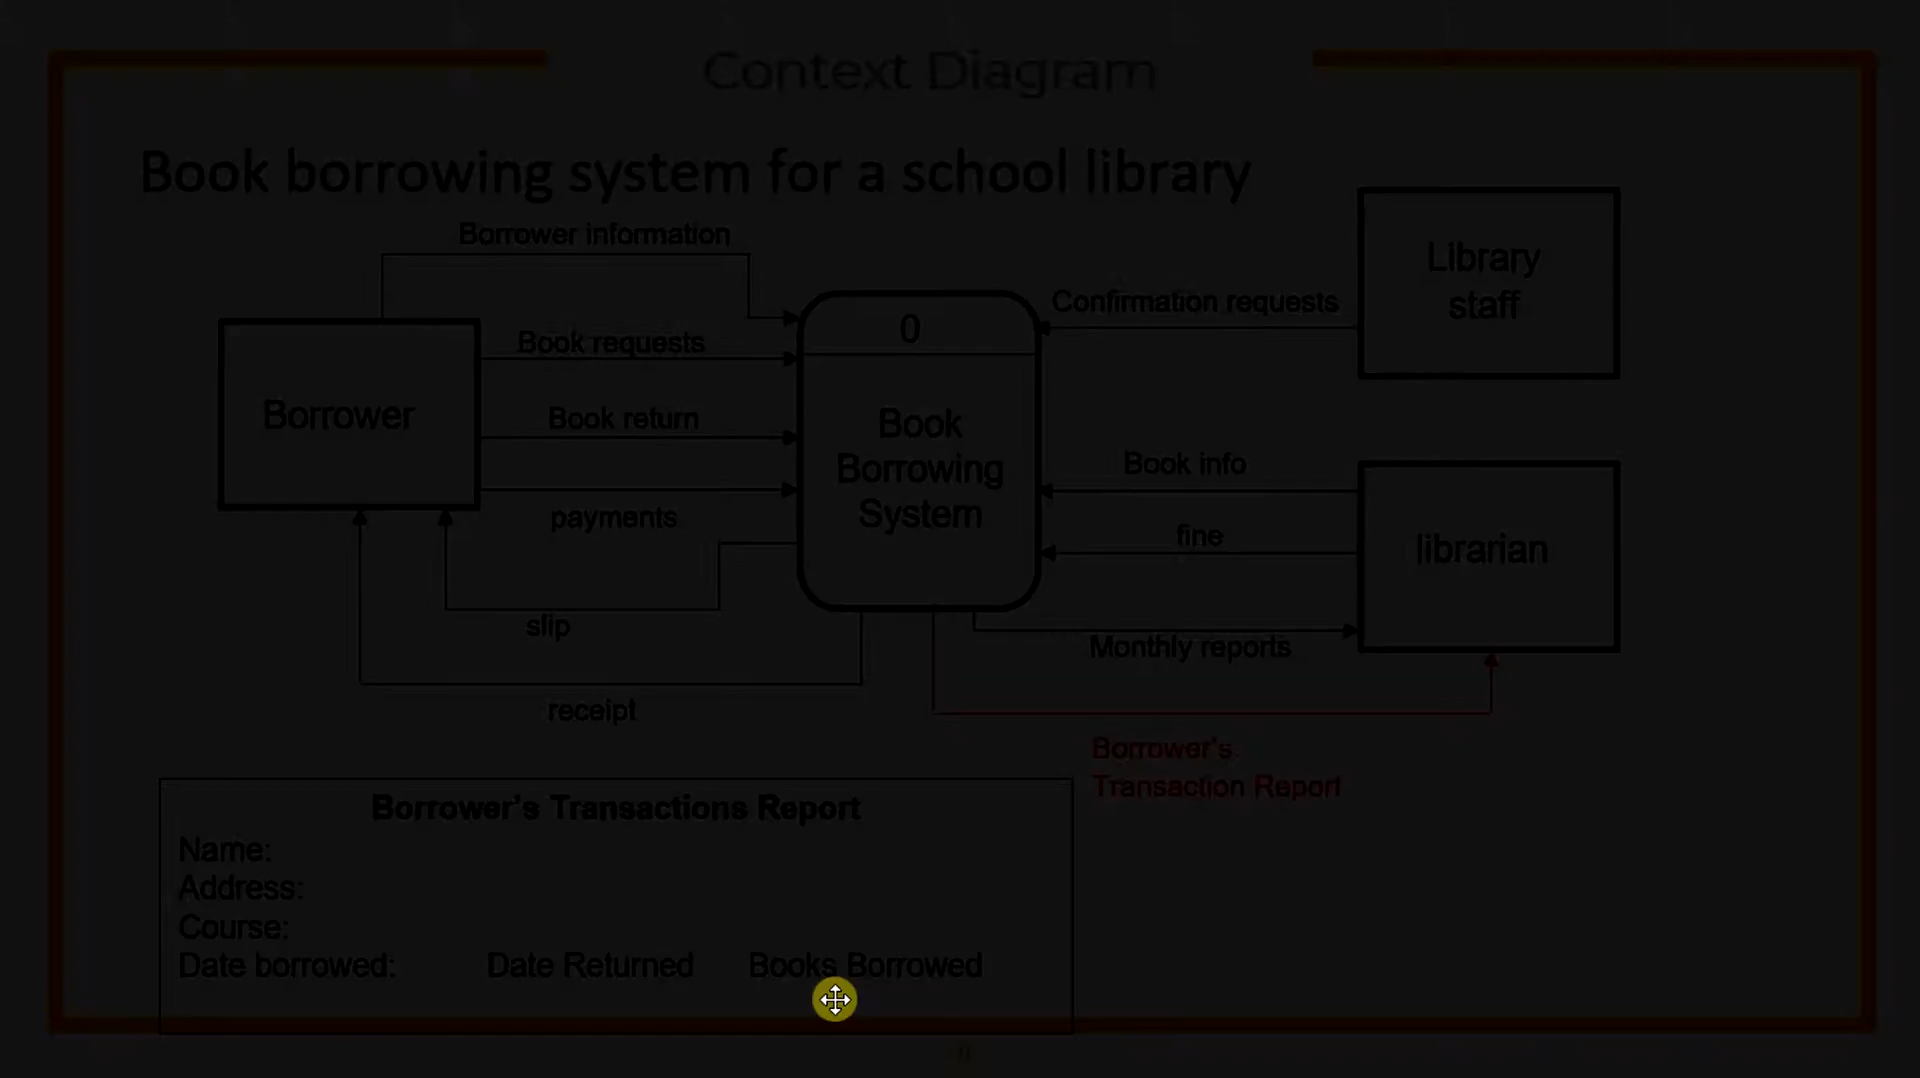 Context Diagram
Book borrowing system for a school library
Borrower information
Library
staff
Confirmation requests
0
Book requests
Borrower
Book return
Book
Borrowing
System
Book info
payments
fine
librarian
slip
Monthly reports
receipt
Borrower's
Transaction Report
Borrower's Transactions Report
Name:
Address:
Course:
Date borrowed: Date Returned Books Borrowed